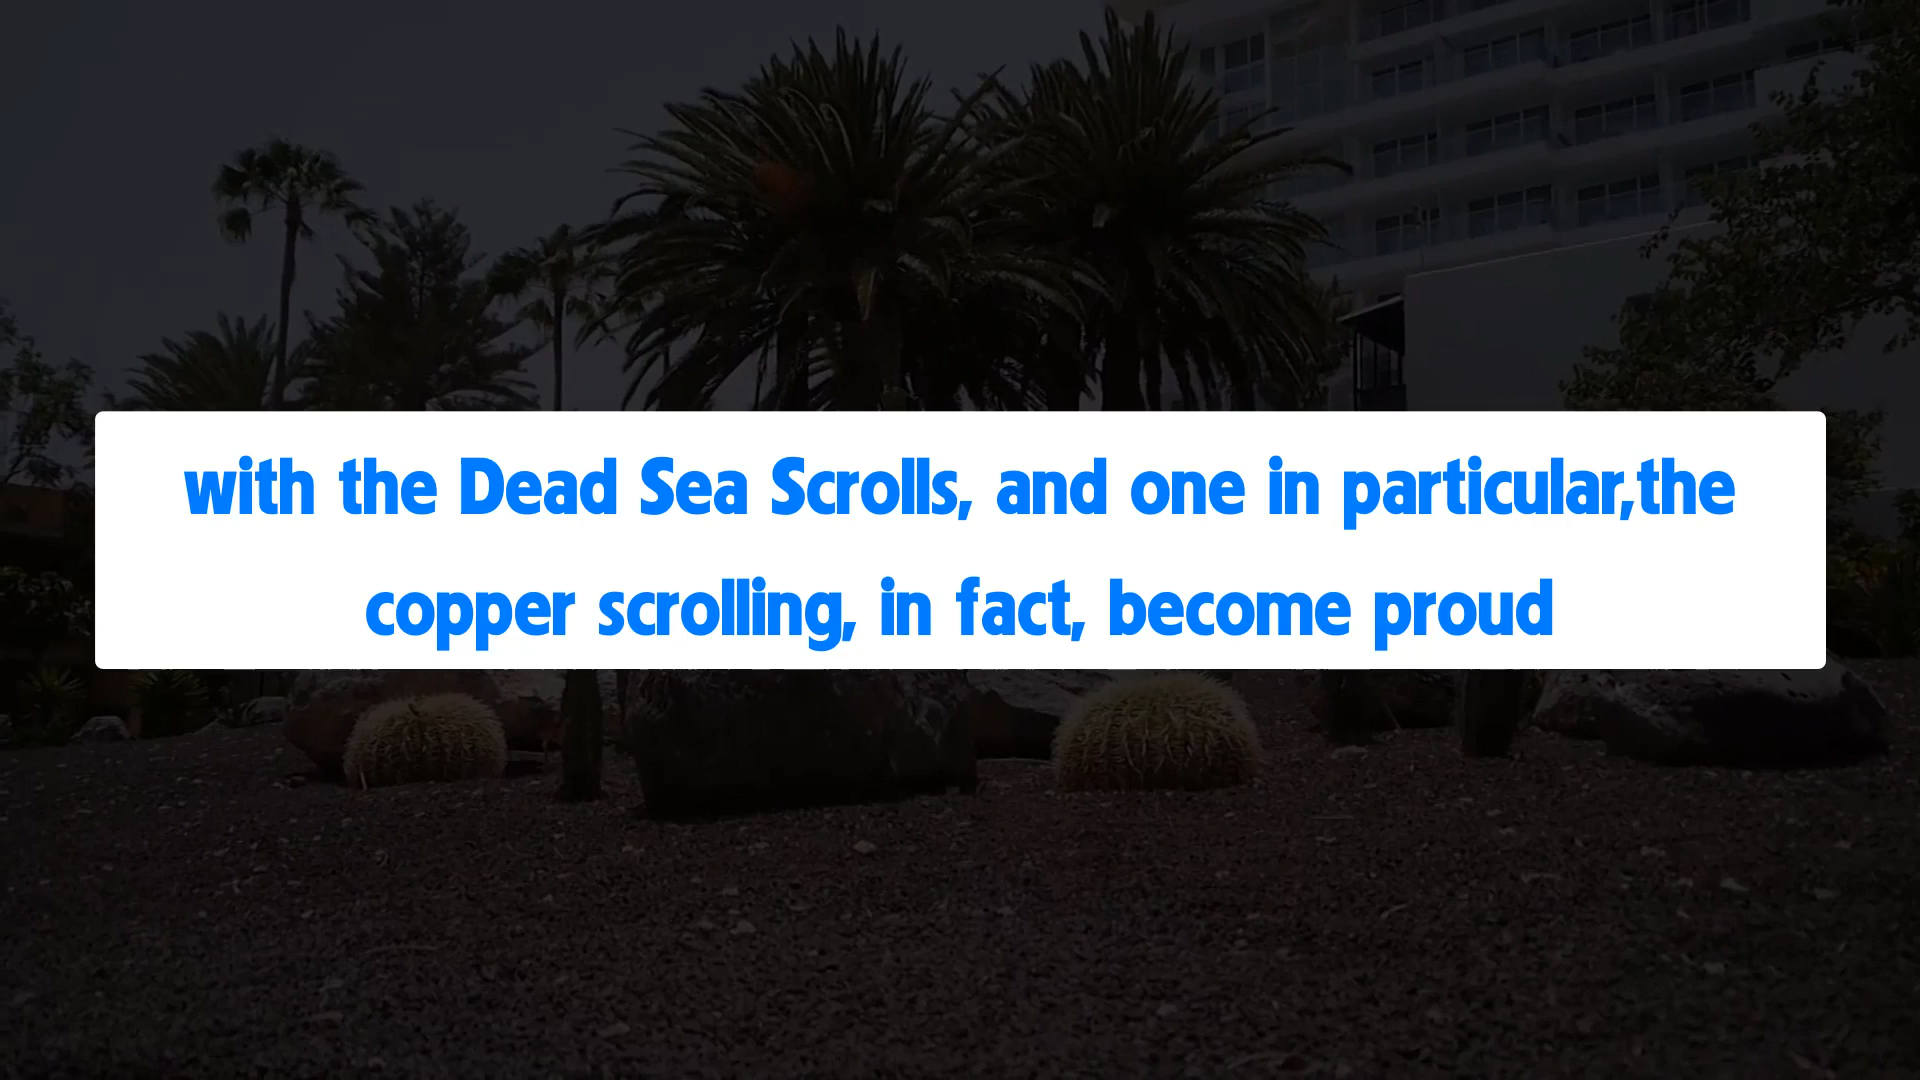 with the Dead Sea Scrolls, and one in particular,the
copper scrolling, in fact, become proud